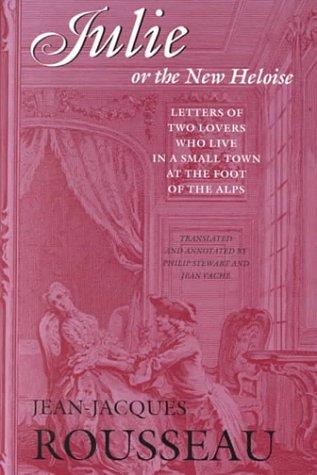 Julie
or the New Heloise
LETTERS OF
TWO LOVERS
WHO LIVE
IN A SMALL TOWN
AT THE FOOT
OF THE ALPS
TRANSLATED
AND ANNOTATED BY
PHILIP STEWART AND
JEAN VACHÉ
JEAN-JACQUES
ROUSSEAU